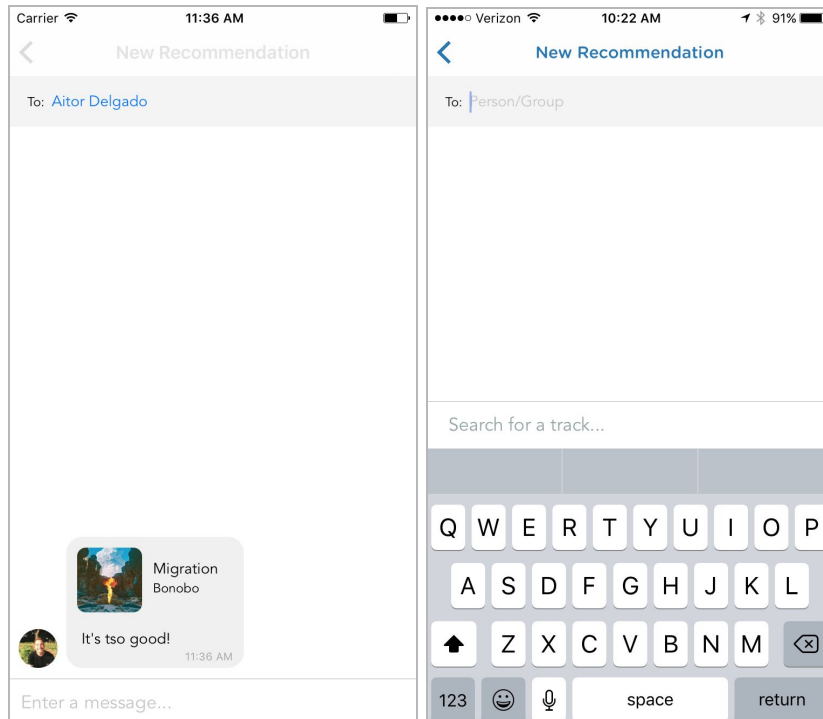 Carrier 11:36 AM
New Recommendation
To: Aitor Delgado
Migration
Bonobo
It's tso good!
11:36 AM
Enter a message...
Verizon 10:22 AM 91%
New Recommendation
To: Person/Group
Search for a track...
Q W E R T Y U I O P
A S D F G H J K L
Z X C V B N M
123 space return